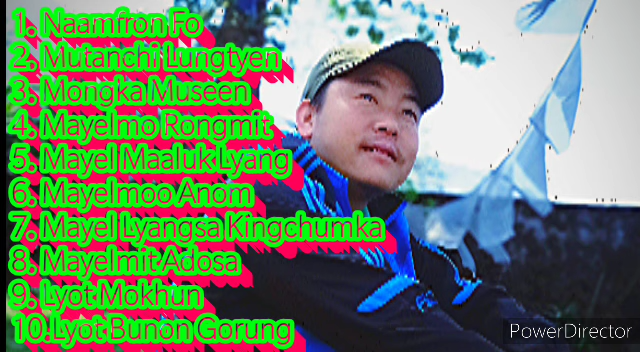 1. Naamfron Fo
2. Mutanchi Lungtyen
3. Mongka Museen
4. Mayelmo Rongmit
5. Mayel Maaluk Lyang
6. Mayelmoo Anom
7. Mayel Lyangsa Kingchumka
8. Mayelmit Adosa
9. Lyot Mokhun
10.Lyot Bunon Gorung
PowerDirector